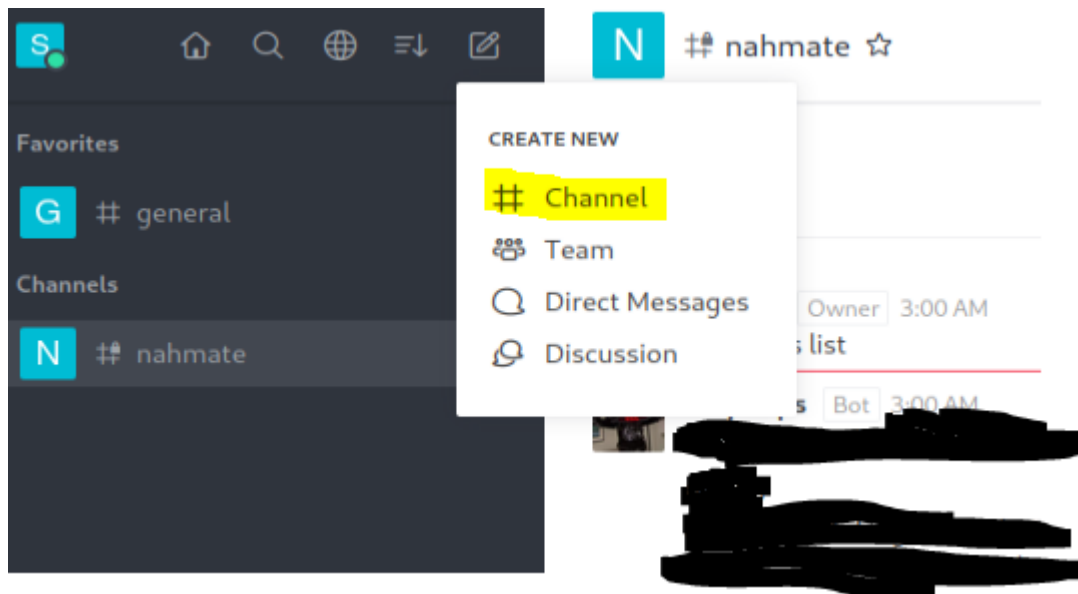 S
Favorites
G general
Channels
N nahmate
N nahmate
CREATE NEW
Channel
Team
Direct Messages
Discussion
Owner 3:00 AM
list
Bot 3:00 AM